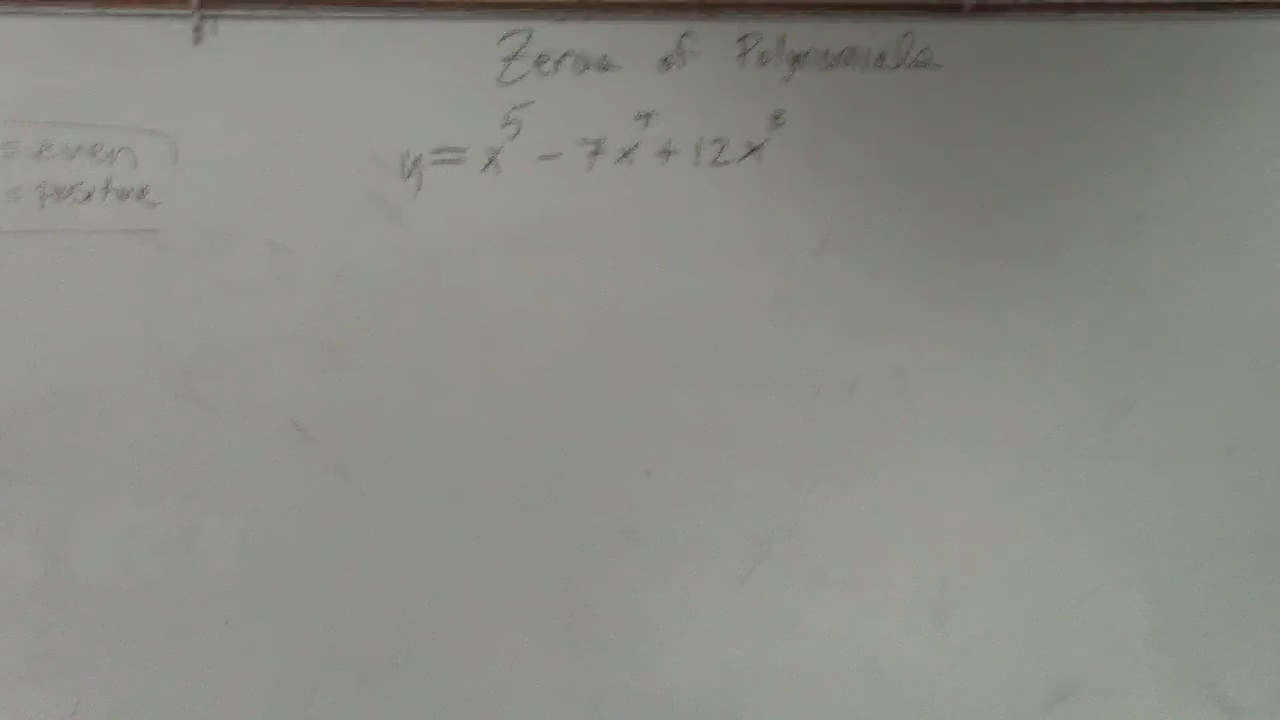 Zeros of Polynomials
y = x^5 - 7x^4 + 12x^3
= even
= positive